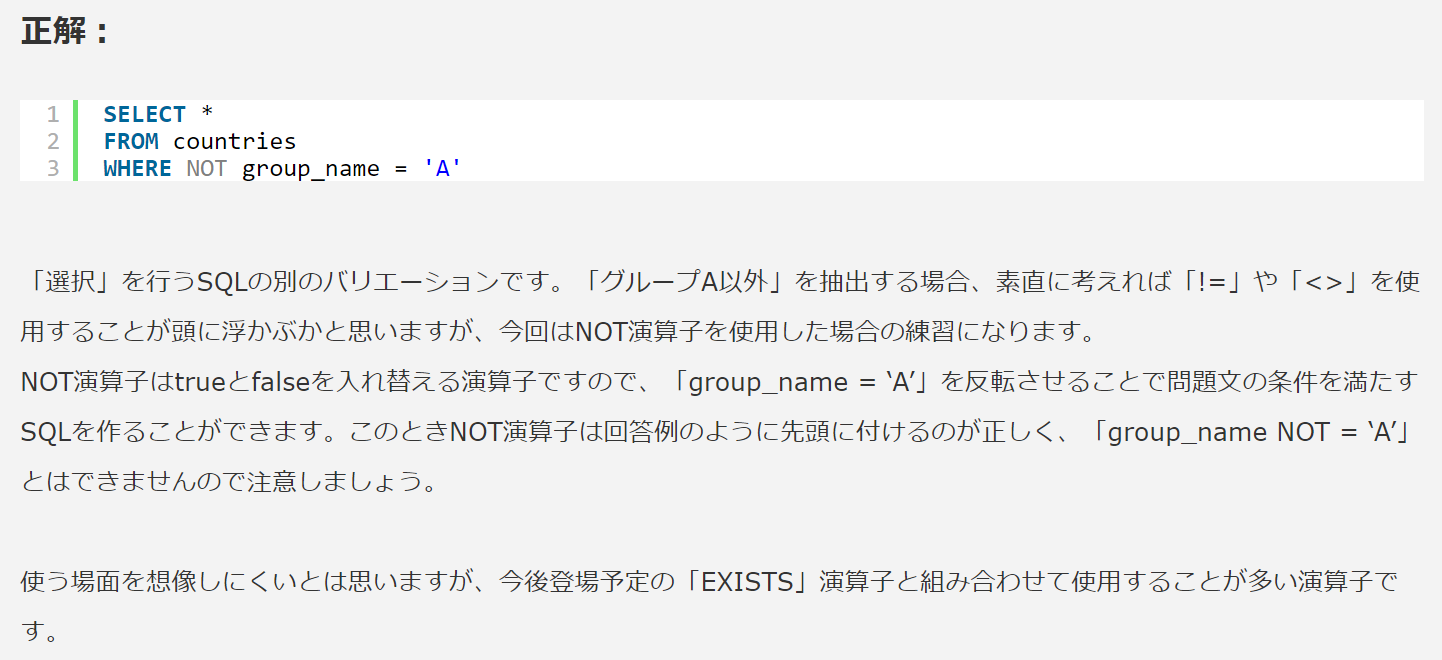 正解：
1 SELECT *
2 FROM countries
3 WHERE NOT group_name = 'A'
「選択」を行うSQLの別のバリエーションです。「グループA以外」を抽出する場合、素直に考えれば「!=」や「<>」を使
用することが頭に浮かぶかと思いますが、今回はNOT演算子を使用した場合の練習になります。
NOT演算子はtrueとfalseを入れ替える演算子ですので、「group_name = ‘A’」を反転させることで問題文の条件を満たす
SQLを作ることができます。このときNOT演算子は回答例のように先頭に付けるのが正しく、「group_name NOT = ‘A’」
とはできませんので注意しましょう。
使う場面を想像しにくいとは思いますが、今後登場予定の「EXISTS」演算子と組み合わせて使用することが多い演算子で
す。